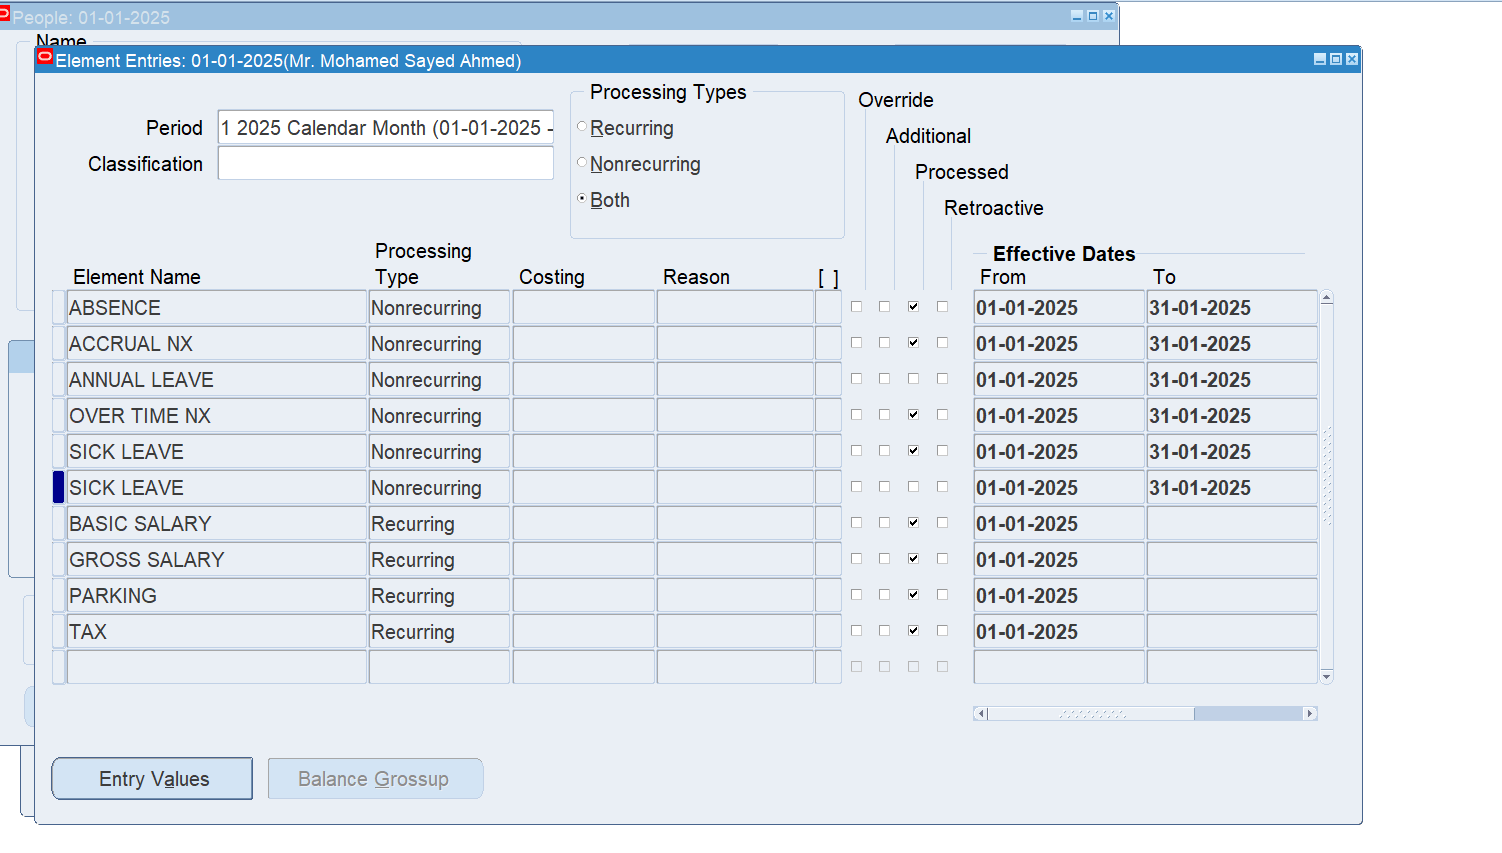 People: 01-01-2025
Name
Element Entries: 01-01-2025(Mr. Mohamed Sayed Ahmed)
Processing Types
Override
Period 1 2025 Calendar Month (01-01-2025 -
Recurring
Additional
Classification
Nonrecurring
Processed
Both
Retroactive
Processing
Effective Dates
Element Name Type Costing Reason [ ] From To
ABSENCE Nonrecurring 01-01-2025 31-01-2025
ACCRUAL NX Nonrecurring 01-01-2025 31-01-2025
ANNUAL LEAVE Nonrecurring 01-01-2025 31-01-2025
OVER TIME NX Nonrecurring 01-01-2025 31-01-2025
SICK LEAVE Nonrecurring 01-01-2025 31-01-2025
SICK LEAVE Nonrecurring 01-01-2025 31-01-2025
BASIC SALARY Recurring 01-01-2025
GROSS SALARY Recurring 01-01-2025
PARKING Recurring 01-01-2025
TAX Recurring 01-01-2025
Entry Values Balance Grossup